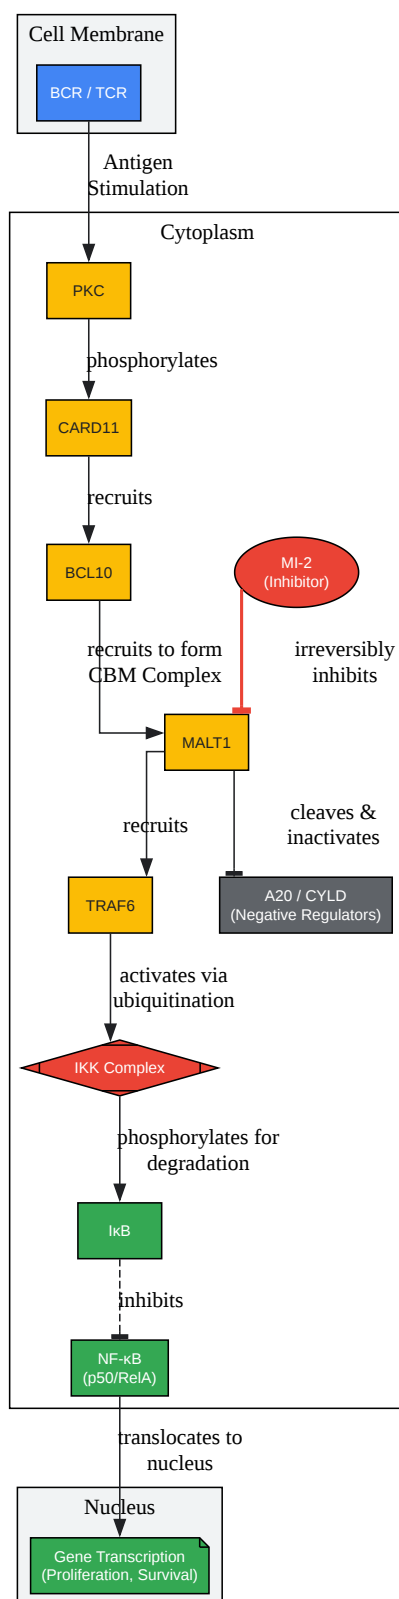 Cell Membrane
BCR / TCR
Antigen
Stimulation
Cytoplasm
PKC
phosphorylates
CARD11
recruits
BCL10
MI-2
(Inhibitor)
recruits to form
CBM Complex
irreversibly
inhibits
MALT1
recruits
cleaves &
inactivates
TRAF6
A20 / CYLD
(Negative Regulators)
activates via
ubiquitination
IKK Complex
phosphorylates for
degradation
IκB
inhibits
NF-κB
(p50/RelA)
translocates to
nucleus
Nucleus
Gene Transcription
(Proliferation, Survival)